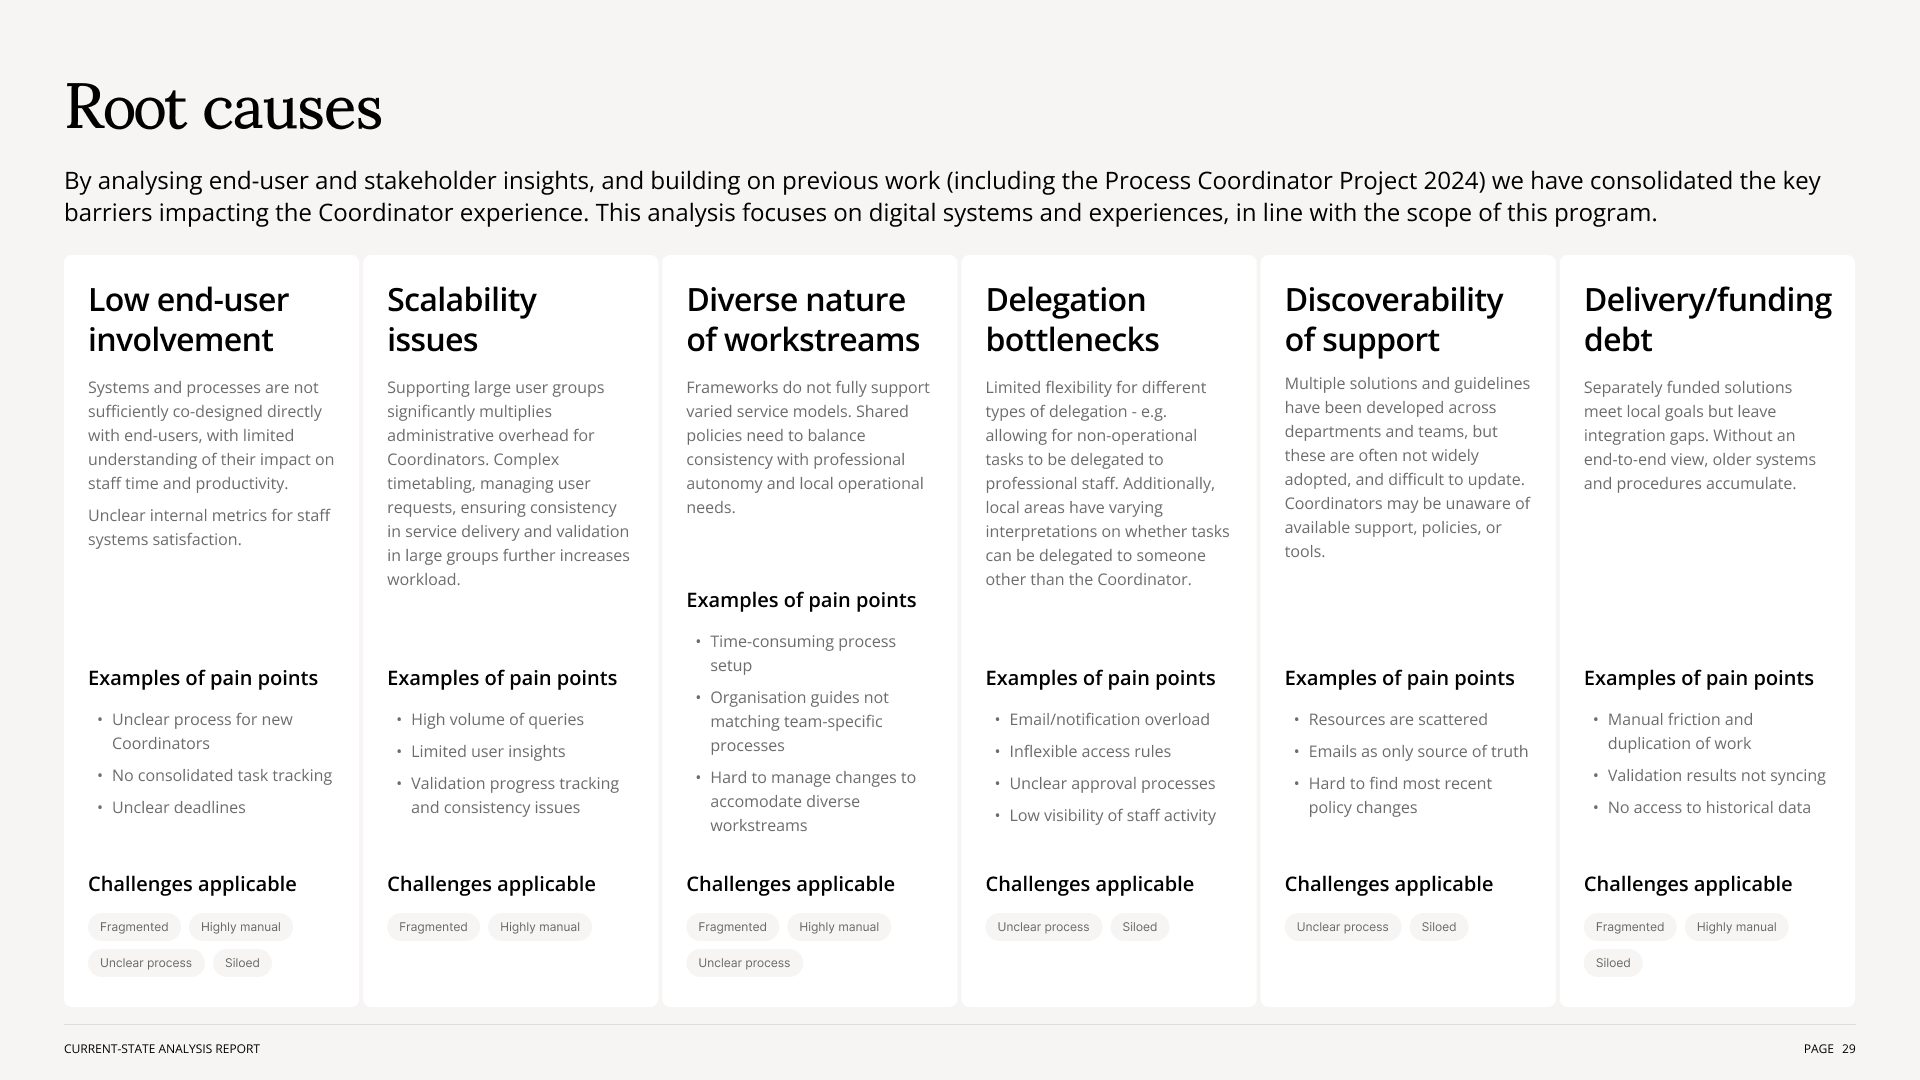 Root causes
By analysing end-user and stakeholder insights, and building on previous work (including the Process Coordinator Project 2024) we have consolidated the key
barriers impacting the Coordinator experience. This analysis focuses on digital systems and experiences, in line with the scope of this program.
Low end-user
involvement
Systems and processes are not
sufficiently co-designed directly
with end-users, with limited
understanding of their impact on
staff time and productivity.
Unclear internal metrics for staff
systems satisfaction.
Examples of pain points
• Unclear process for new
Coordinators
• No consolidated task tracking
• Unclear deadlines
Challenges applicable
Fragmented Highly manual
Unclear process Siloed
Scalability
issues
Supporting large user groups
significantly multiplies
administrative overhead for
Coordinators. Complex
timetabling, managing user
requests, ensuring consistency
in service delivery and validation
in large groups further increases
workload.
Examples of pain points
• High volume of queries
• Limited user insights
• Validation progress tracking
and consistency issues
Challenges applicable
Fragmented Highly manual
Diverse nature
of workstreams
Frameworks do not fully support
varied service models. Shared
policies need to balance
consistency with professional
autonomy and local operational
needs.
Examples of pain points
• Time-consuming process
setup
• Organisation guides not
matching team-specific
processes
• Hard to manage changes to
accomodate diverse
workstreams
Challenges applicable
Fragmented Highly manual
Unclear process
Delegation
bottlenecks
Limited flexibility for different
types of delegation - e.g.
allowing for non-operational
tasks to be delegated to
professional staff. Additionally,
local areas have varying
interpretations on whether tasks
can be delegated to someone
other than the Coordinator.
Examples of pain points
• Email/notification overload
• Inflexible access rules
• Unclear approval processes
• Low visibility of staff activity
Challenges applicable
Unclear process Siloed
Discoverability
of support
Multiple solutions and guidelines
have been developed across
departments and teams, but
these are often not widely
adopted, and difficult to update.
Coordinators may be unaware of
available support, policies, or
tools.
Examples of pain points
• Resources are scattered
• Emails as only source of truth
• Hard to find most recent
policy changes
Challenges applicable
Unclear process Siloed
Delivery/funding
debt
Separately funded solutions
meet local goals but leave
integration gaps. Without an
end-to-end view, older systems
and procedures accumulate.
Examples of pain points
• Manual friction and
duplication of work
• Validation results not syncing
• No access to historical data
Challenges applicable
Fragmented Highly manual
Siloed
CURRENT-STATE ANALYSIS REPORT
PAGE 29